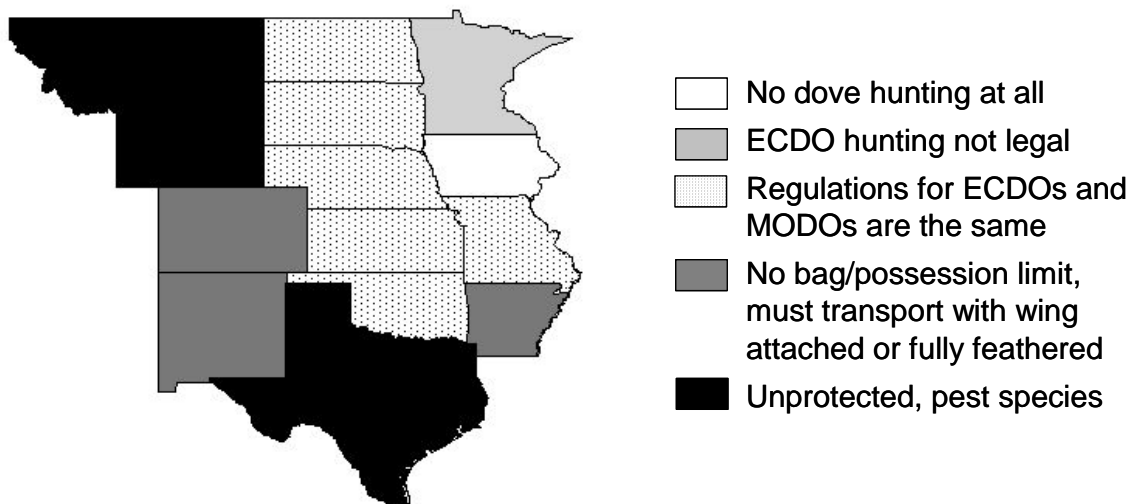 No dove hunting at all
ECDO hunting not legal
Regulations for ECDOs and
MODOs are the same
No bag/possession limit,
must transport with wing
attached or fully feathered
Unprotected, pest species